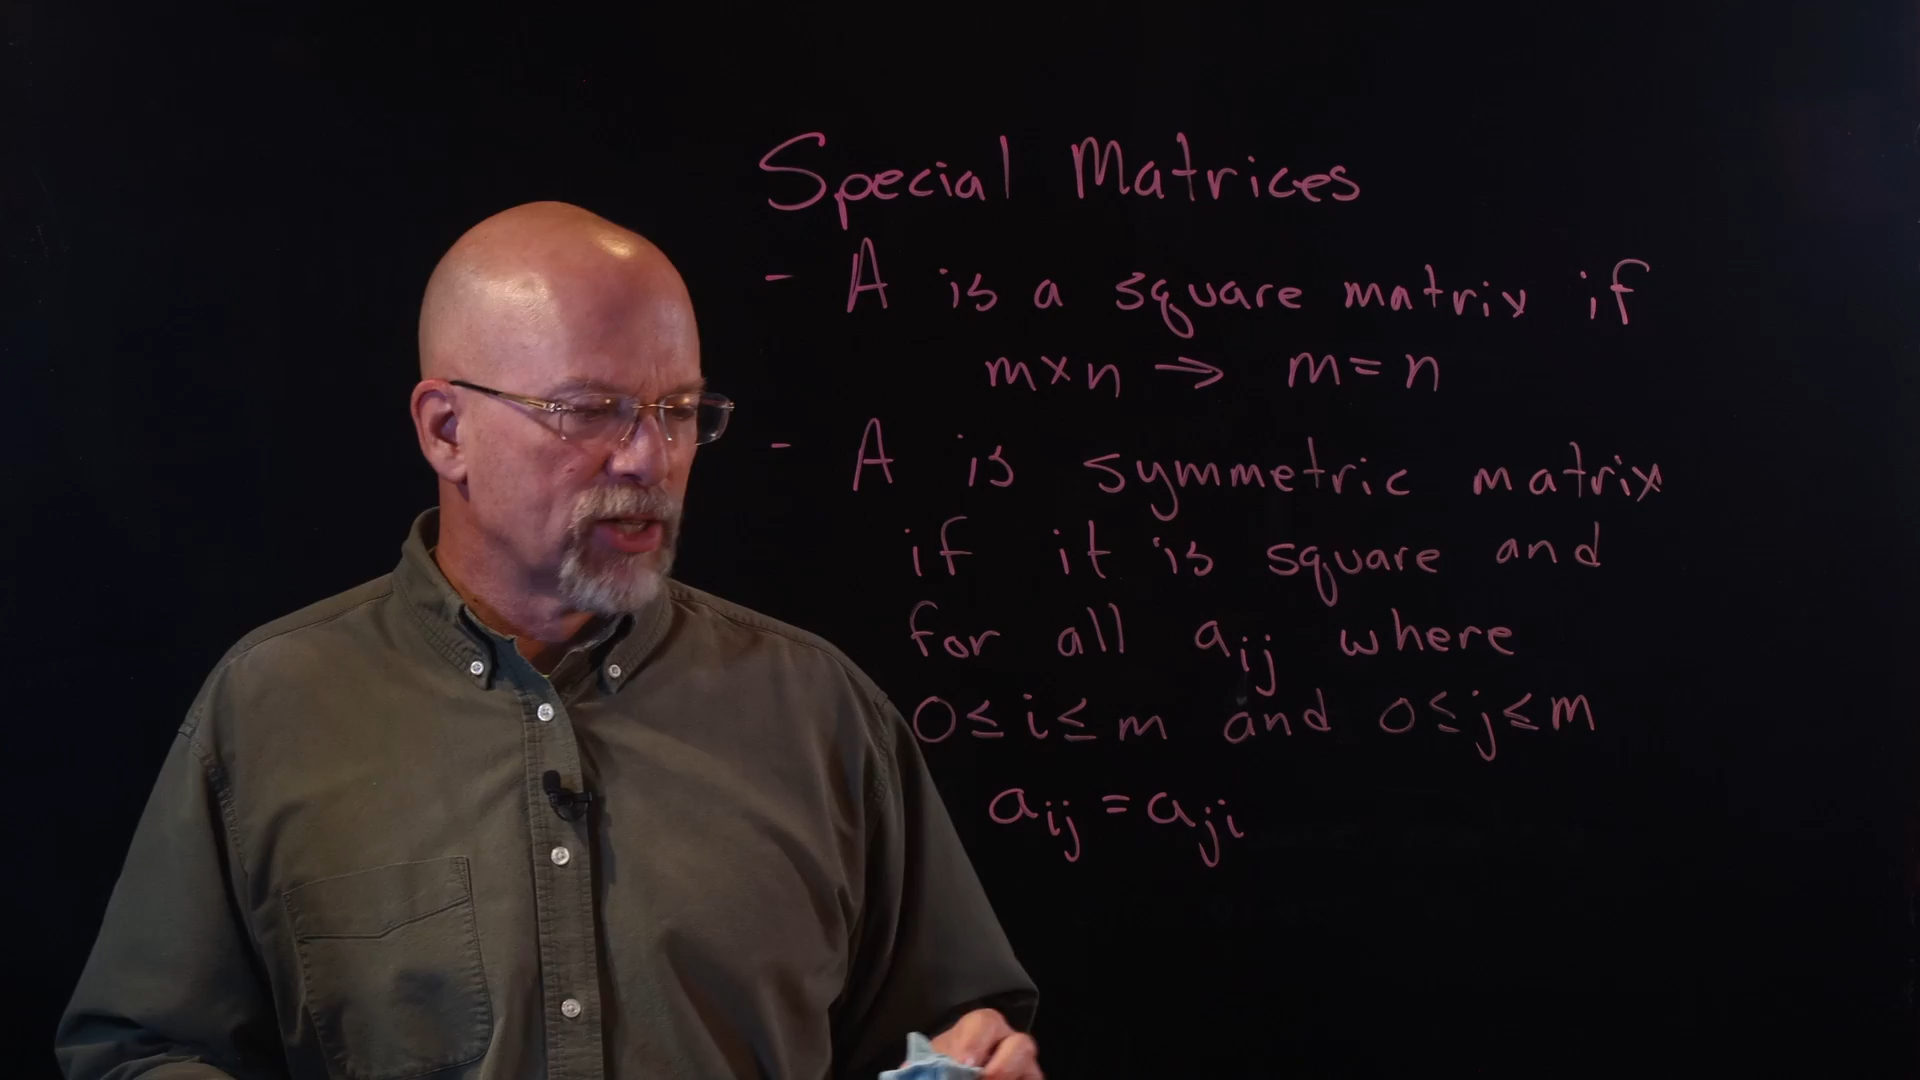 Special Matrices
- A is a square matrix if
m×n → m=n
- A is symmetric matrix
if it is square and
for all aij where
0≤i≤m and 0≤j≤m
aij = aji